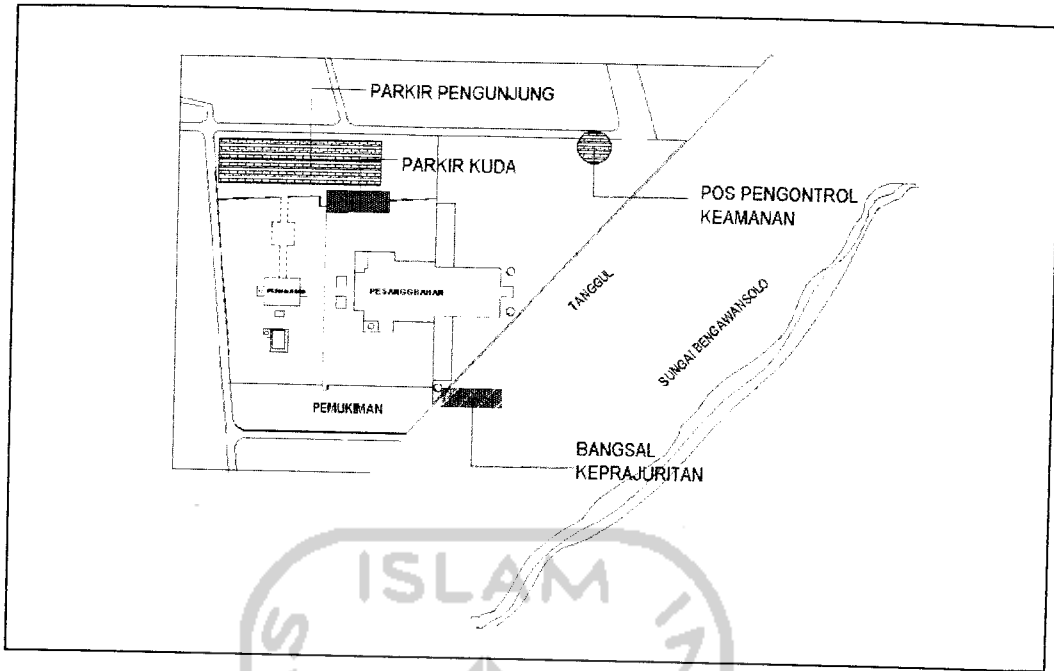 PARKIR PENGUNJUNG
PARKIR KUDA
POS PENGONTROL
KEAMANAN
PESANGGRAHAN
TANGGUL
SUNGAI BENGAWANSOLO
PEMUKIMAN
BANGSAL
KEPRAJURITAN
ISLAM